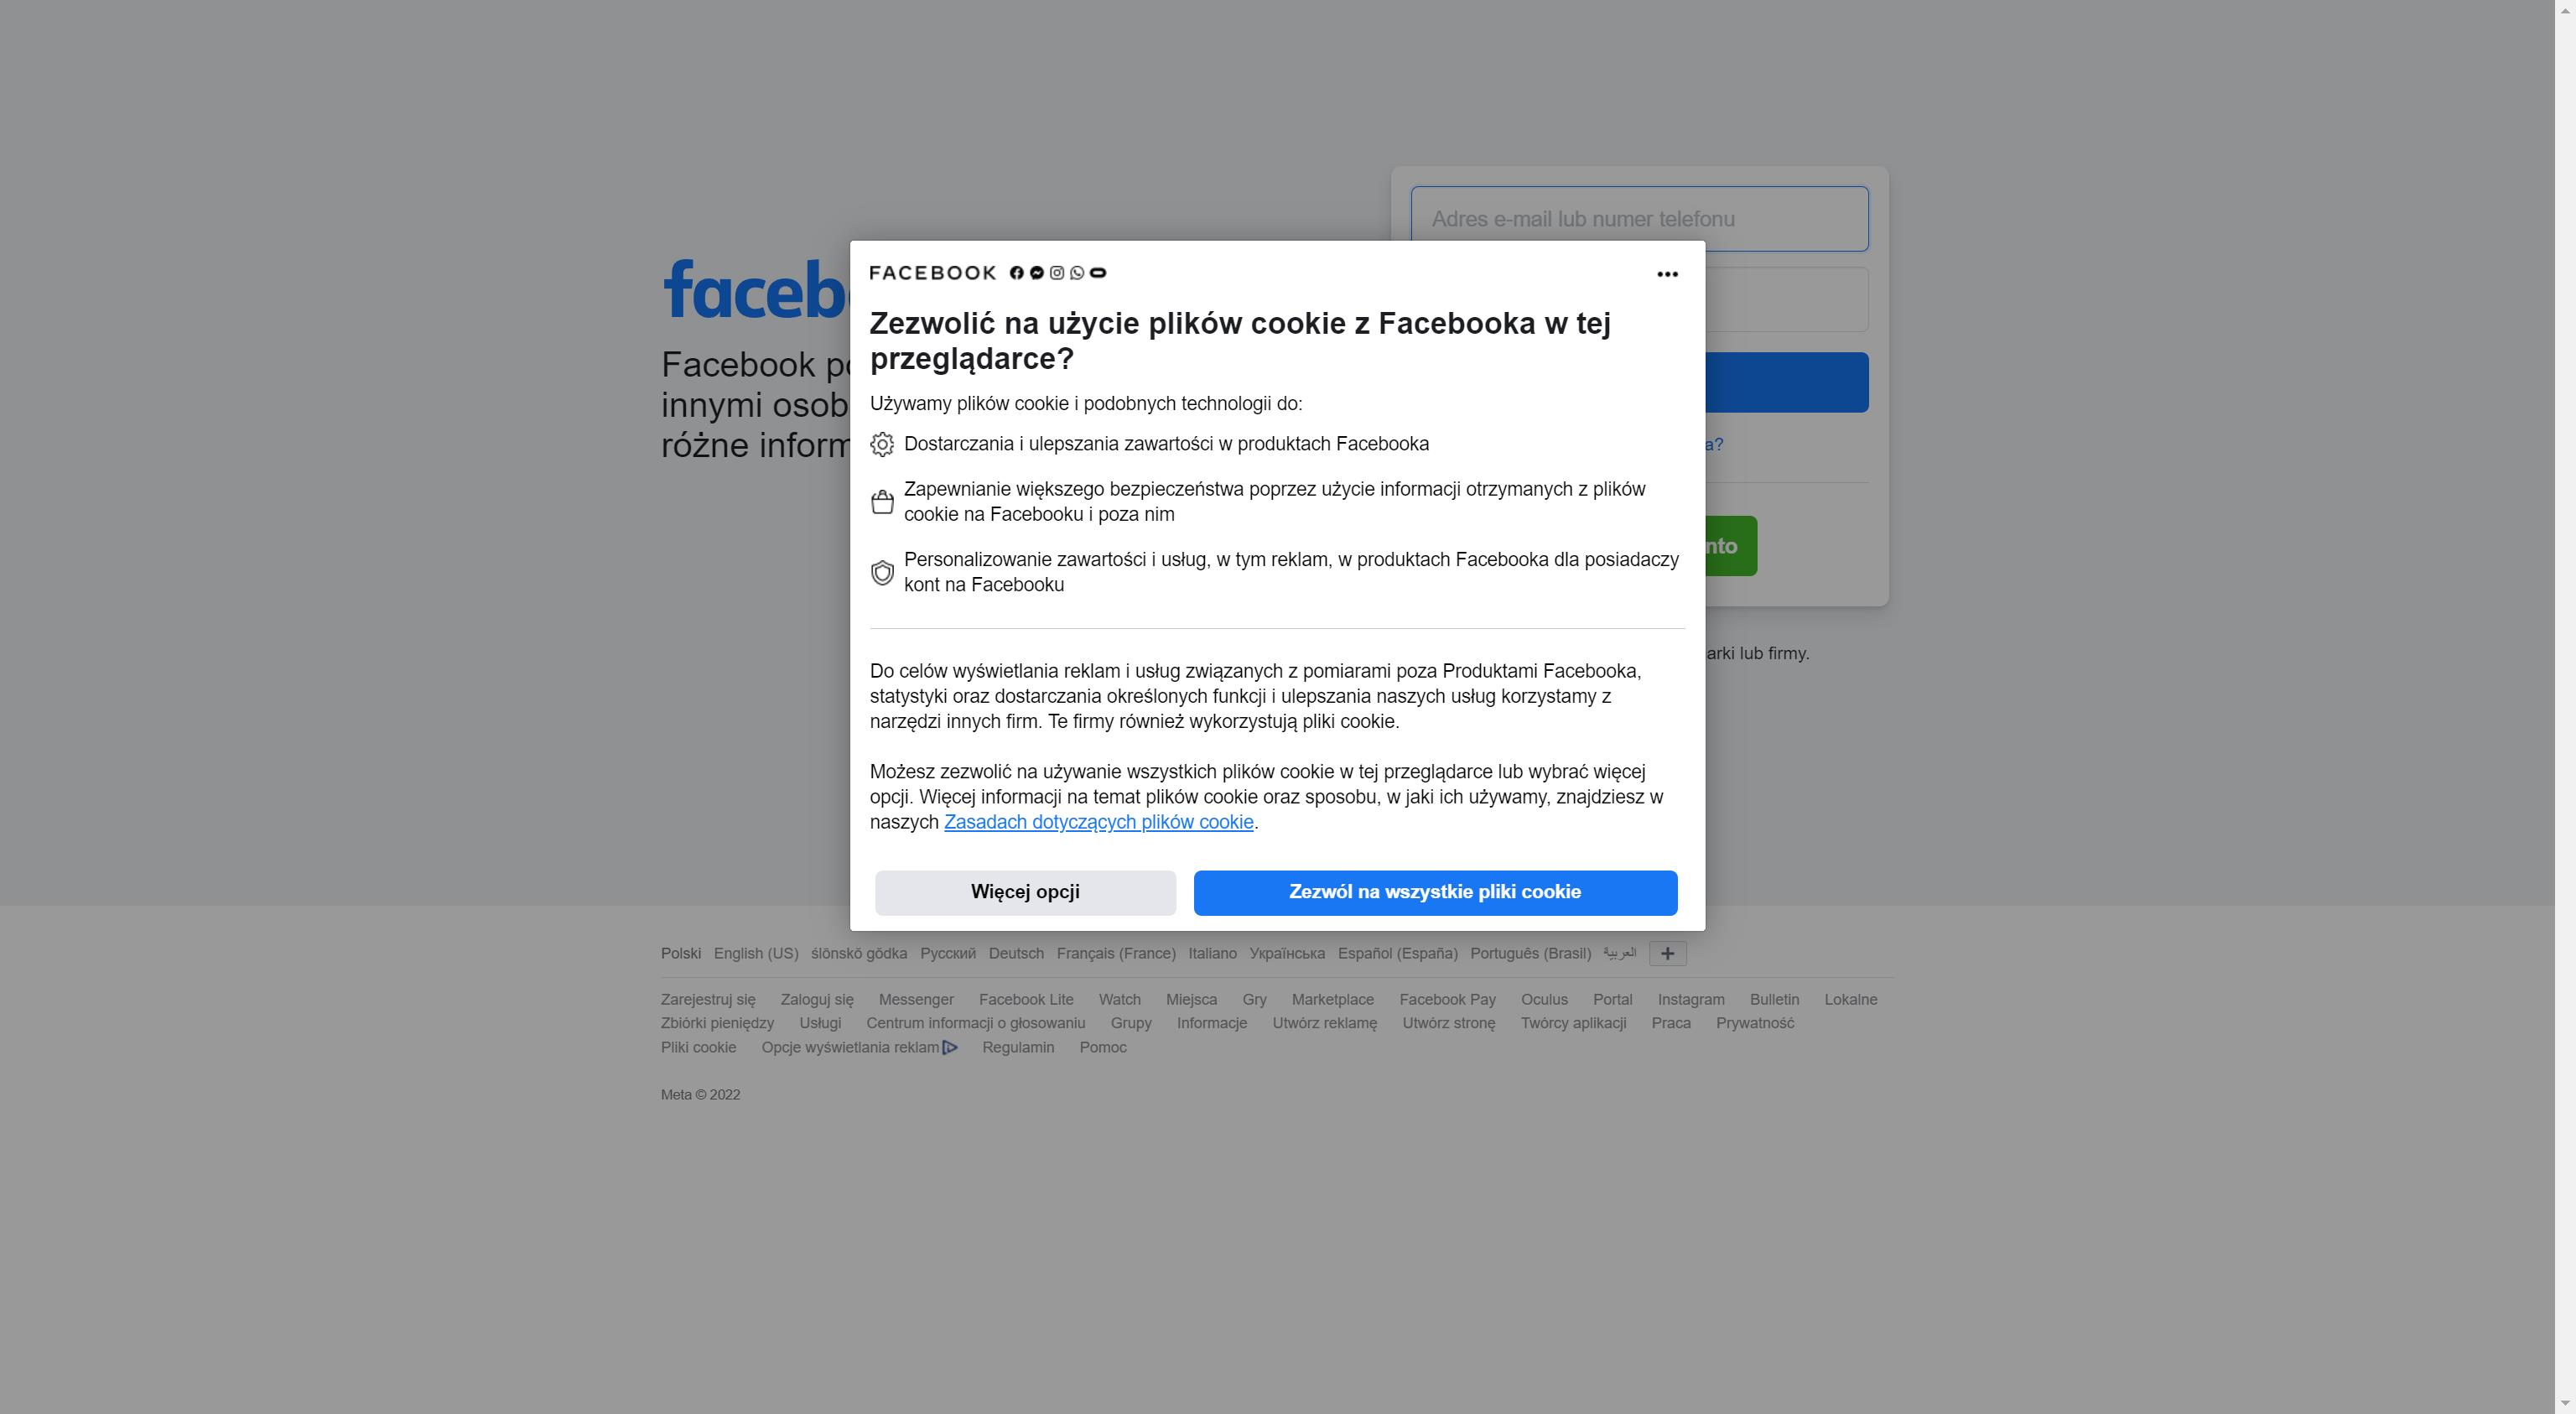 Adres e-mail lub numer telefonu
FACEBOOK
faceb
Zezwolić na użycie plików cookie z Facebooka w tej
przeglądarce?
Facebook
innymi osob
różne inform
Używamy plików cookie i podobnych technologii do:
Dostarczania i ulepszania zawartości w produktach Facebooka
a?
Zapewnianie większego bezpieczeństwa poprzez użycie informacji otrzymanych z plików
cookie na Facebooku i poza nim
Personalizowanie zawartości i usług, w tym reklam, w produktach Facebooka dla posiadaczy
kont na Facebooku
nto
arki lub firmy.
Do celów wyświetlania reklam i usług związanych z pomiarami poza Produktami Facebooka,
statystyki oraz dostarczania określonych funkcji i ulepszania naszych usług korzystamy z
narzędzi innych firm. Te firmy również wykorzystują pliki cookie.
Możesz zezwolić na używanie wszystkich plików cookie w tej przeglądarce lub wybrać więcej
opcji. Więcej informacji na temat plików cookie oraz sposobu, w jaki ich używamy, znajdziesz w
naszych Zasadach dotyczących plików cookie.
Więcej opcji Zezwól na wszystkie pliki cookie
Polski English (US) ślōnskŏ gŏdka Русский Deutsch Français (France) Italiano Українська Español (España) Português (Brasil) العربية
Zarejestruj się Zaloguj się Messenger Facebook Lite Watch Miejsca Gry Marketplace Facebook Pay Oculus Portal Instagram Bulletin Lokalne
Zbiórki pieniędzy Usługi Centrum informacji o głosowaniu Grupy Informacje Utwórz reklamę Utwórz stronę Twórcy aplikacji Praca Prywatność
Pliki cookie Opcje wyświetlania reklam Regulamin Pomoc
Meta © 2022